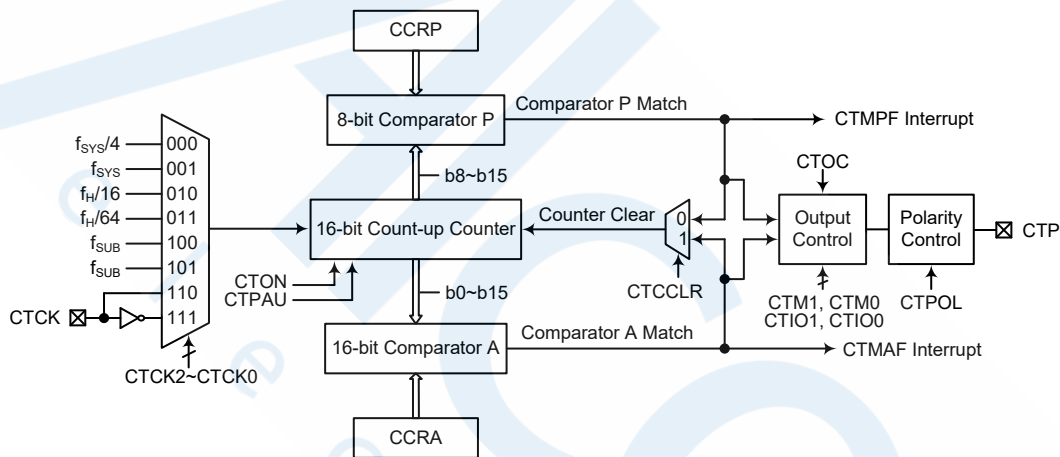 CCRP
8-bit Comparator P
Comparator P Match
CTMPF Interrupt
b8~b15
fSYS/4
000
fSYS
001
fH/16
010
fH/64
011
fSUB
100
fSUB
101
110
111
CTCK
CTCK2~CTCK0
16-bit Count-up Counter
CTON
CTPAU
Counter Clear
0
1
CTCCLR
CTOC
Output
Control
CTM1, CTM0
CTIO1, CTIO0
Polarity
Control
CTPOL
CTP
b0~b15
16-bit Comparator A
Comparator A Match
CTMAF Interrupt
CCRA